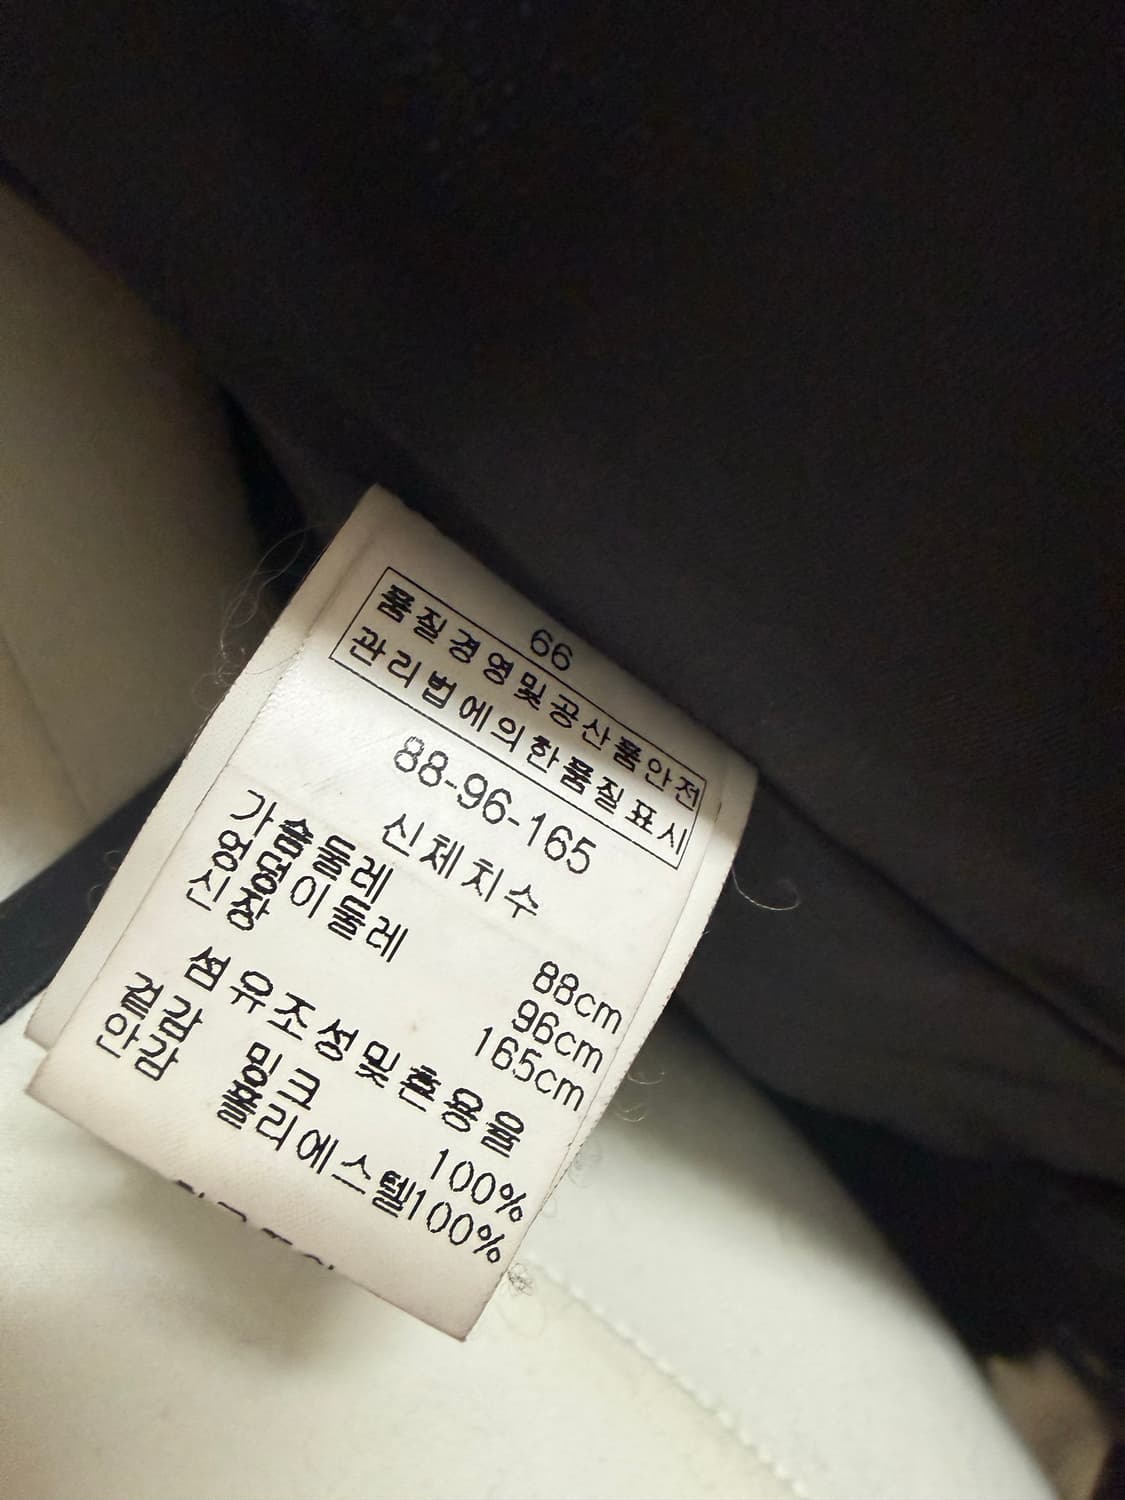 66
품질경영및공산품안전
관리법에의한품질표시
88-96-165
신체치수
가슴둘레 88cm
엉덩이둘레 96cm
신장 165cm
섬유조성및혼용율
겉감 밍크 100%
안감 폴리에스텔100%